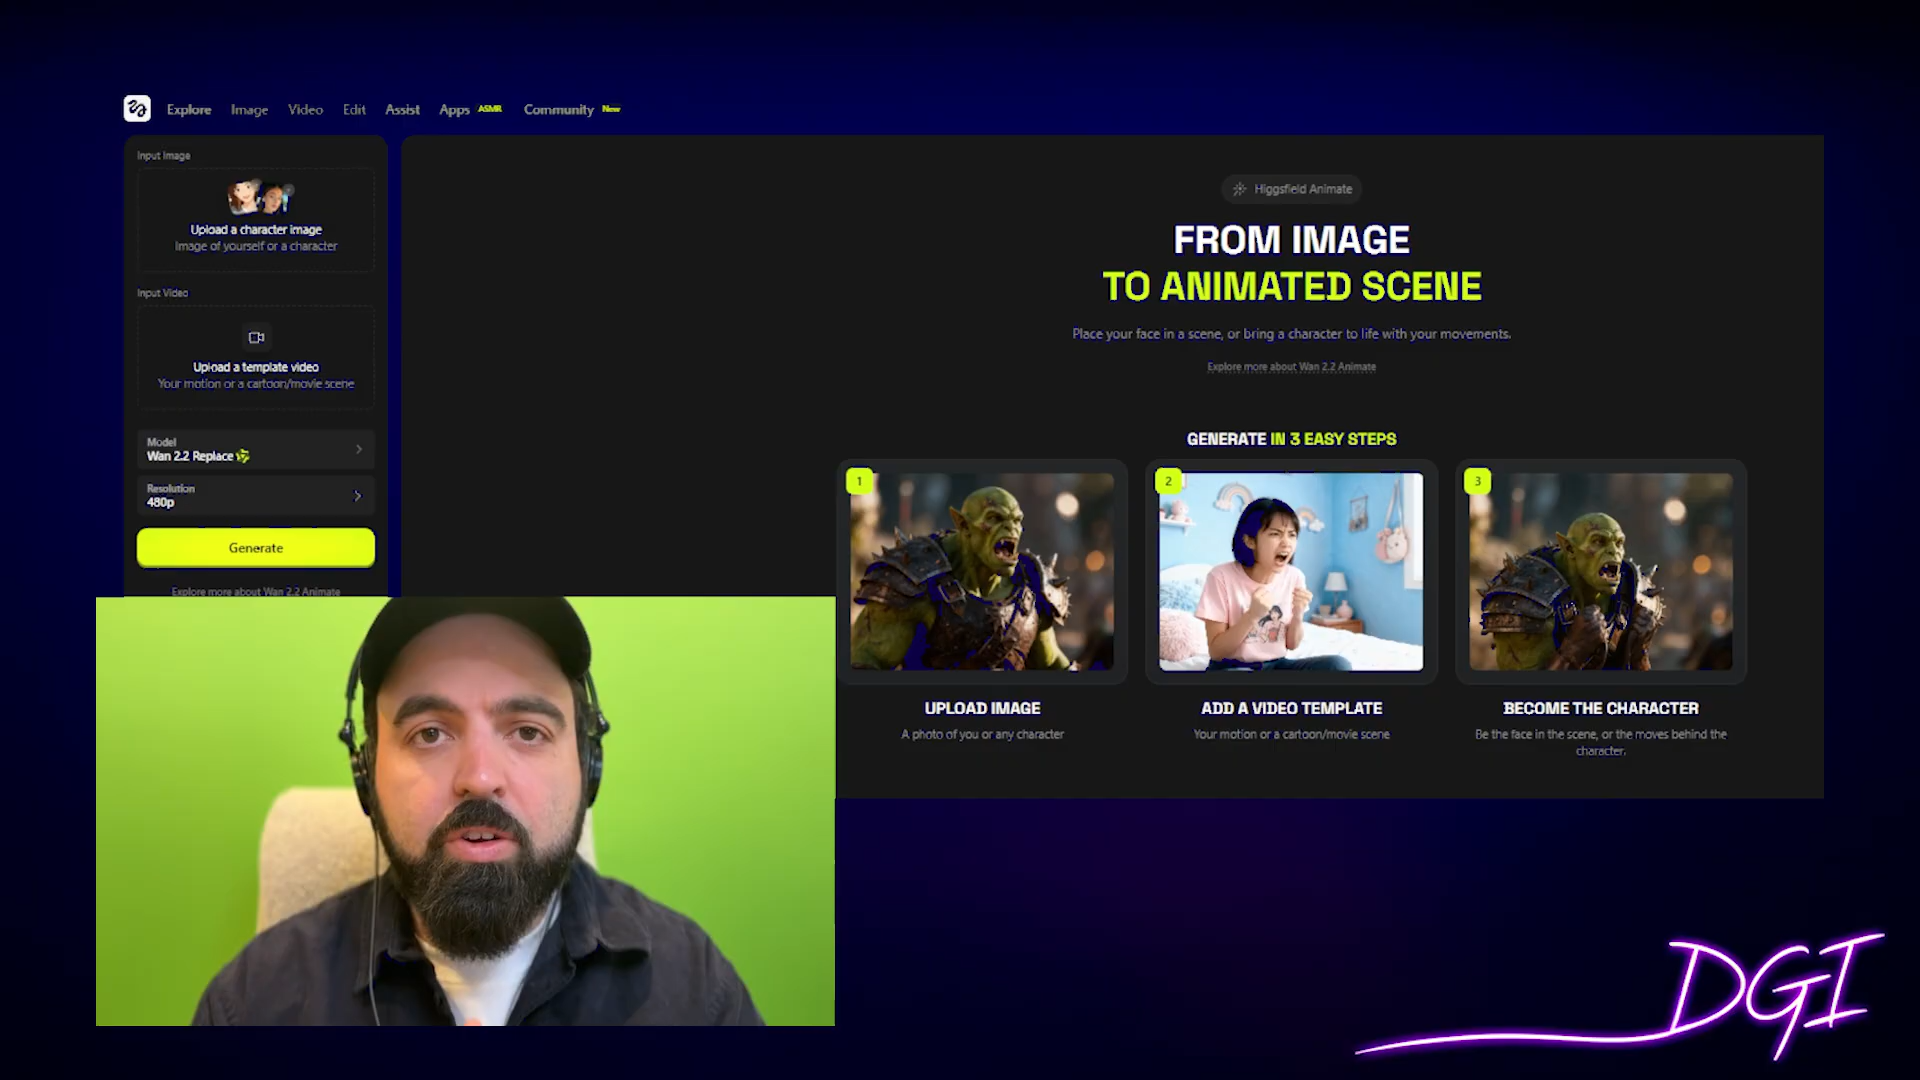 Explore Image Video Edit Assist Apps ASMR Community New
Input Image
Upload a character image
Image of yourself or a character
Input Video
Upload a template video
Your motion or a cartoon/movie scene
Model
Wan 2.2 Replace
Resolution
480p
Generate
Explore more about Wan 2.2 Animate
Higgsfield Animate
FROM IMAGE
TO ANIMATED SCENE
Place your face in a scene, or bring a character to life with your movements.
Explore more about Wan 2.2 Animate
GENERATE IN 3 EASY STEPS
1
UPLOAD IMAGE
A photo of you or any character
2
ADD A VIDEO TEMPLATE
Your motion or a cartoon/movie scene
3
BECOME THE CHARACTER
Be the face in the scene, or the moves behind the
character.
DGI